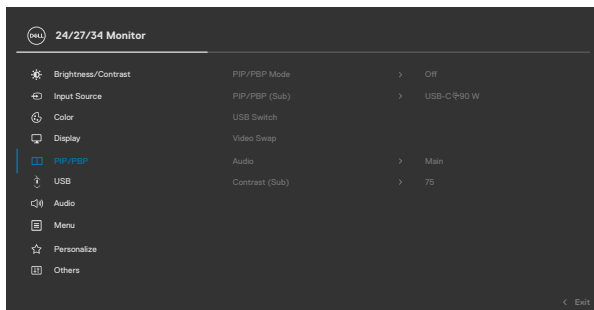 DELL 24/27/34 Monitor
Brightness/Contrast PIP/PBP Mode > Off
Input Source PIP/PBP (Sub) > USB-C 90 W
Color USB Switch
Display Video Swap
PIP/PBP Audio > Main
USB Contrast (Sub) > 75
Audio
Menu
Personalize
Others
< Exit